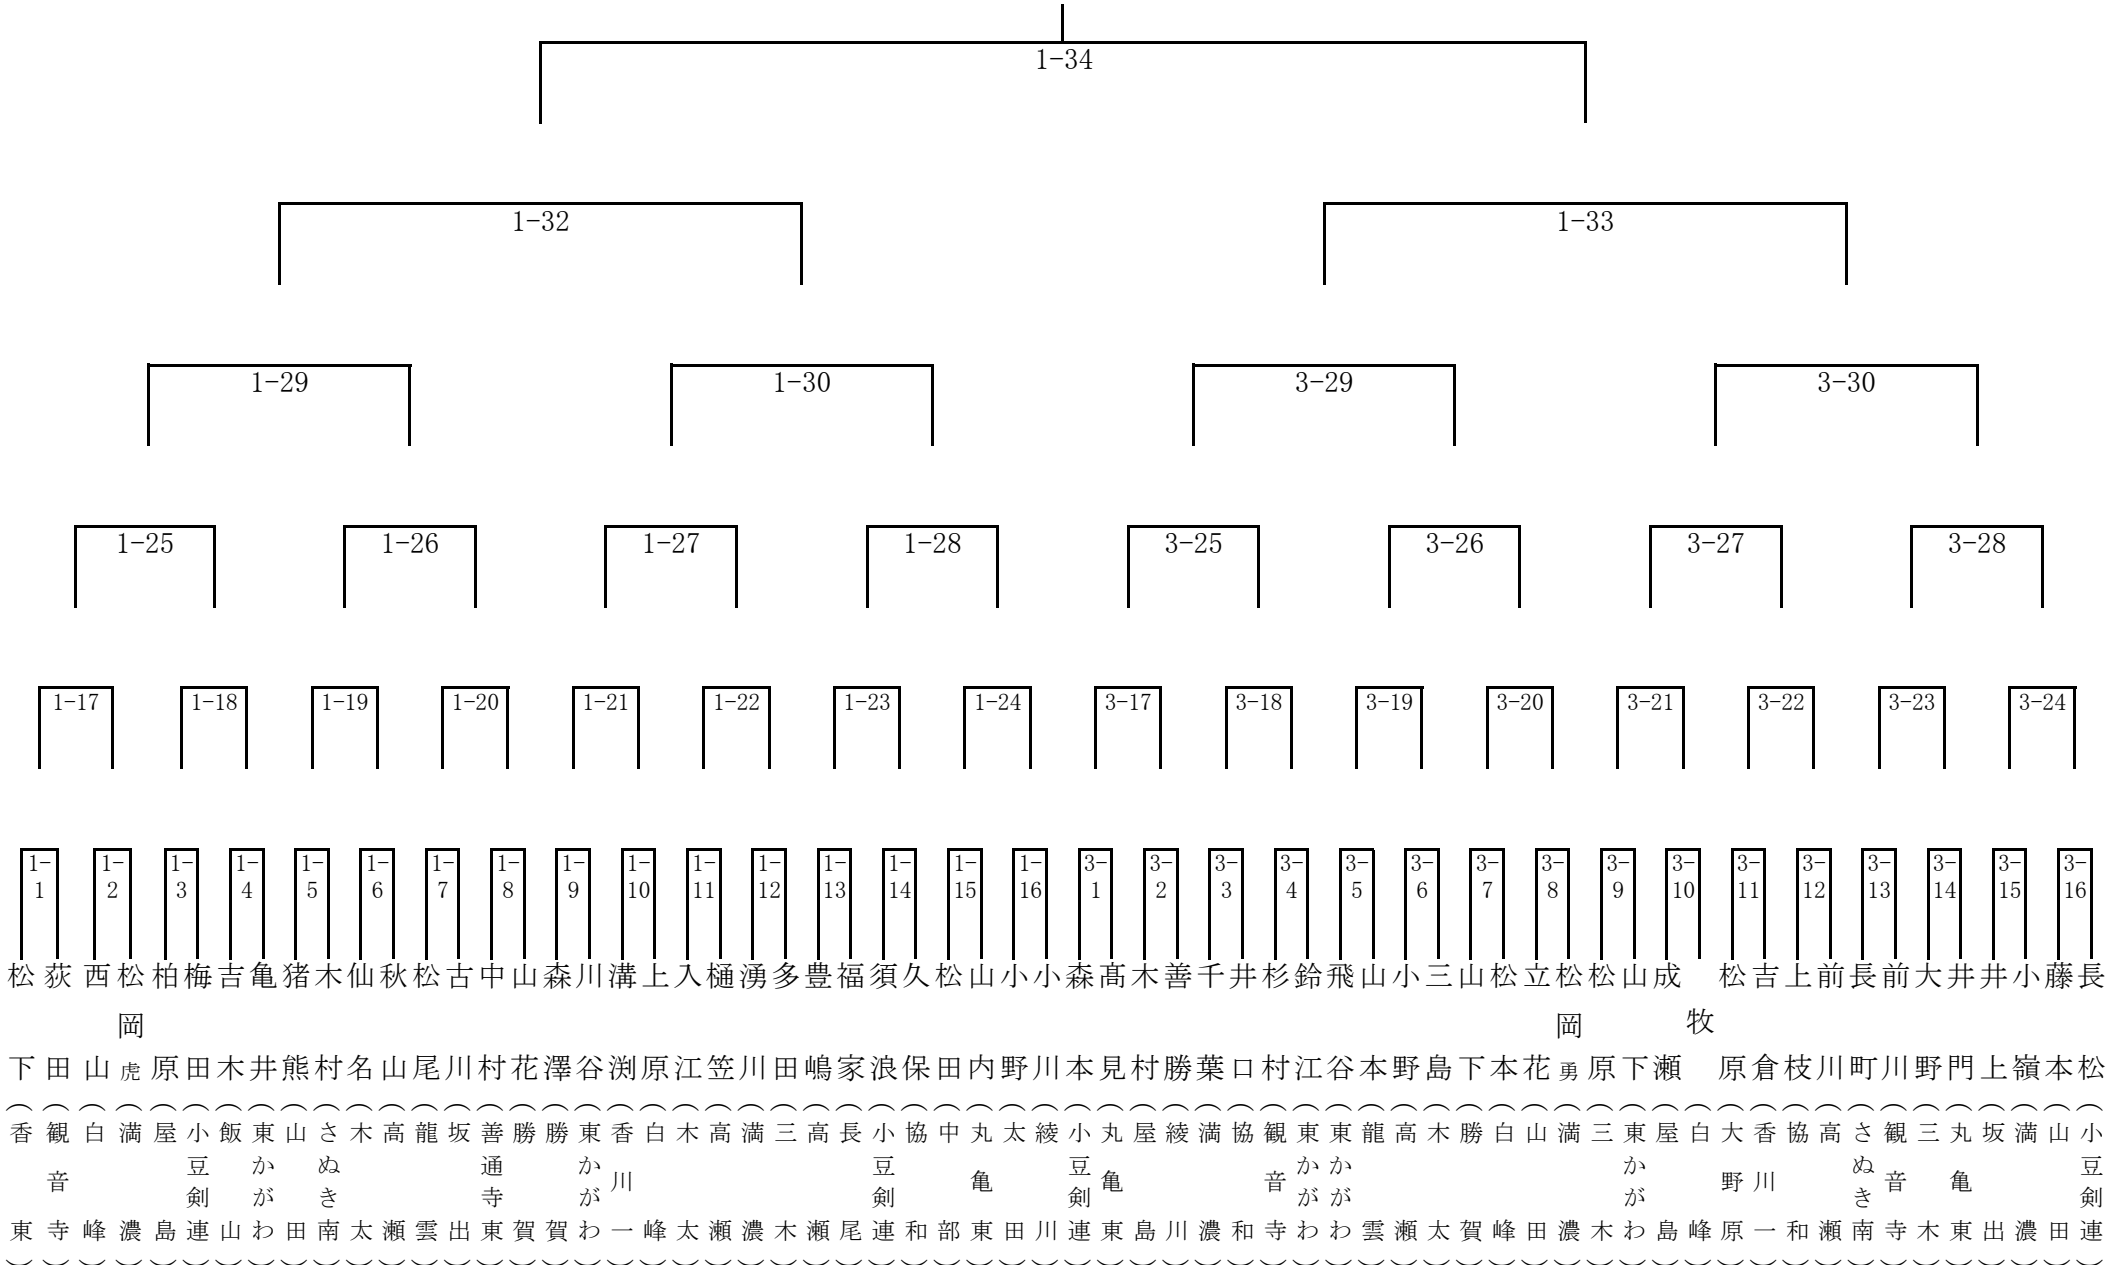 1-34
1-32
1-33
1-29
1-30
3-29
3-30
1-25
1-26
1-27
1-28
3-25
3-26
3-27
3-28
1-17
1-18
1-19
1-20
1-21
1-22
1-23
1-24
3-17
3-18
3-19
3-20
3-21
3-22
3-23
3-24
1-1
1-2
1-3
1-4
1-5
1-6
1-7
1-8
1-9
1-10
1-11
1-12
1-13
1-14
1-15
1-16
3-1
3-2
3-3
3-4
3-5
3-6
3-7
3-8
3-9
3-10
3-11
3-12
3-13
3-14
3-15
3-16
松下（香東）
荻田（観音寺）
西山（白峰）
松岡虎（満濃）
柏原（屋島）
梅田（小豆剣連）
吉木（飯山）
亀井（東かがわ）
猪熊（山田）
木村（さぬき南）
仙名（木太）
秋山（高瀬）
松尾（龍雲）
古川（坂出）
中村（善通寺東）
山花（勝賀）
森澤（勝賀）
川谷（東かがわ）
溝渕（香川一）
上原（白峰）
入江（木太）
樋笠（高瀬）
湧川（満濃）
多田（三木）
豊嶋（高瀬）
福家（長尾）
須浪（小豆剣連）
久保（協和）
松田（中部）
山内（丸亀東）
小野（太田）
小川（綾川）
森本（小豆剣連）
髙見（丸亀東）
木村（屋島）
善勝（綾川）
千葉（満濃）
井口（協和）
杉村（観音寺）
鈴江（東かがわ）
飛谷（東かがわ）
山本（龍雲）
小野（高瀬）
三島（木太）
山下（勝賀）
松本（白峰）
立花（山田）
松岡勇（満濃）
松原（三木）
山下（東かがわ）
成瀬（屋島）
牧（白峰）
松原（大野原）
吉倉（香川一）
上枝（協和）
前川（高瀬）
長町（さぬき南）
前川（観音寺）
大野（三木）
井門（丸亀東）
井上（坂出）
小嶺（満濃）
藤本（山田）
長松（小豆剣連）